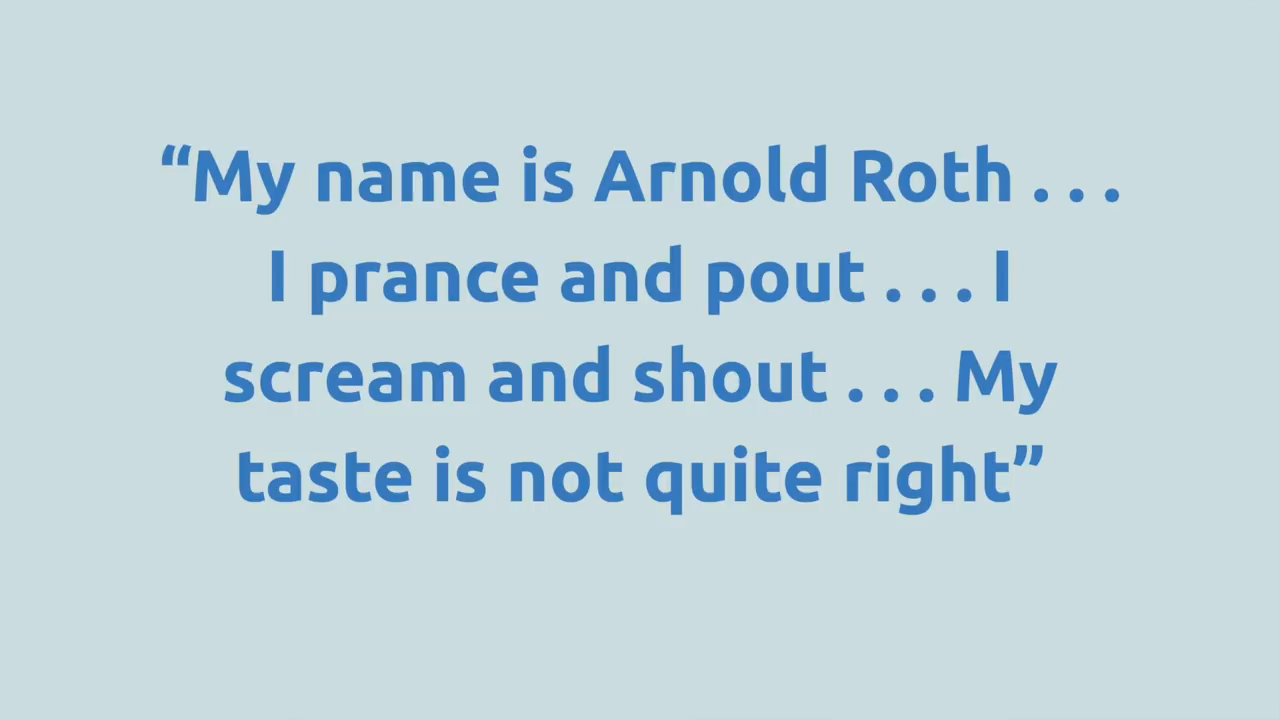 “My name is Arnold Roth . . .
I prance and pout . . . I
scream and shout . . . My
taste is not quite right”